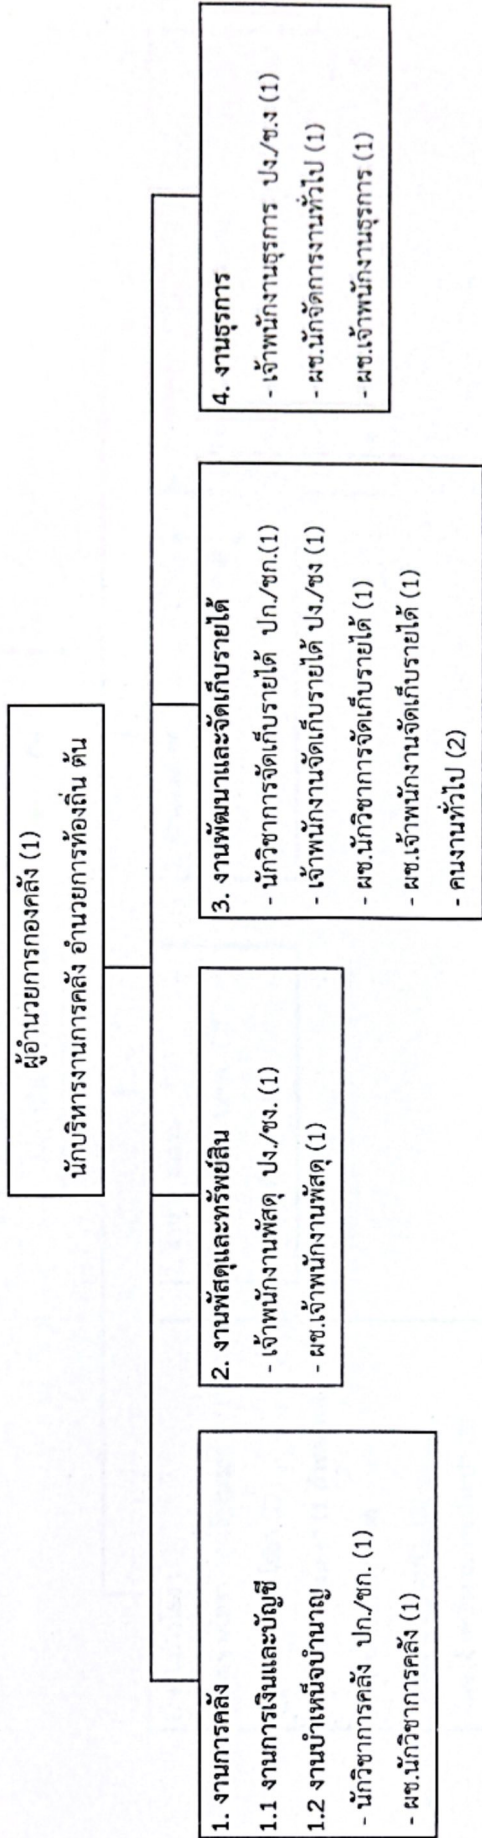 ผู้อำนวยการกองคลัง (1)
นักบริหารงานการคลัง อำนวยการท้องถิ่น ต้น
1. งานการคลัง
1.1 งานการเงินและบัญชี
1.2 งานบำเหน็จบำนาญ
- นักวิชาการคลัง ปก./ชก. (1)
- ผช.นักวิชาการคลัง (1)
2. งานพัสดุและทรัพย์สิน
- เจ้าพนักงานพัสดุ ปง./ชง. (1)
- ผช.เจ้าพนักงานพัสดุ (1)
3. งานพัฒนาและจัดเก็บรายได้
- นักวิชาการจัดเก็บรายได้ ปก./ชก.(1)
- เจ้าพนักงานจัดเก็บรายได้ ปง./ชง (1)
- ผช.นักวิชาการจัดเก็บรายได้ (1)
- ผช.เจ้าพนักงานจัดเก็บรายได้ (1)
- คนงานทั่วไป (2)
4. งานธุรการ
- เจ้าพนักงานธุรการ ปง./ช.ง (1)
- ผช.นักจัดการงานทั่วไป (1)
- ผช.เจ้าพนักงานธุรการ (1)